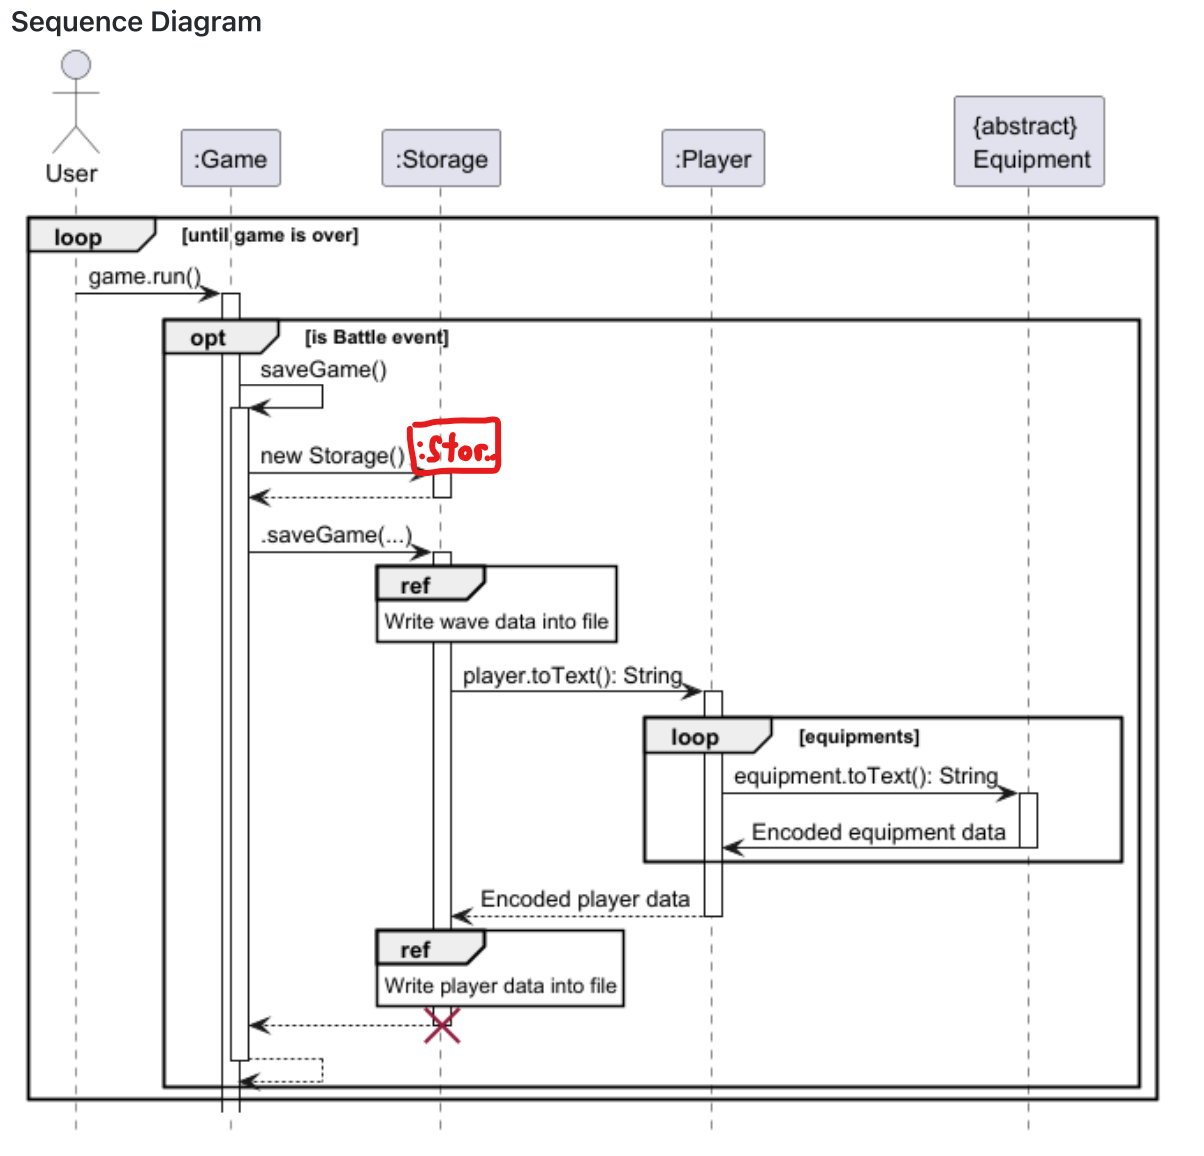 Sequence Diagram
User
:Game
:Storage
:Player
{abstract}
Equipment
loop
[until game is over]
game.run()
opt
[is Battle event]
saveGame()
:Stor..
new Storage()
.saveGame(...)
ref
Write wave data into file
player.toText(): String
loop
[equipments]
equipment.toText(): String
Encoded equipment data
Encoded player data
ref
Write player data into file